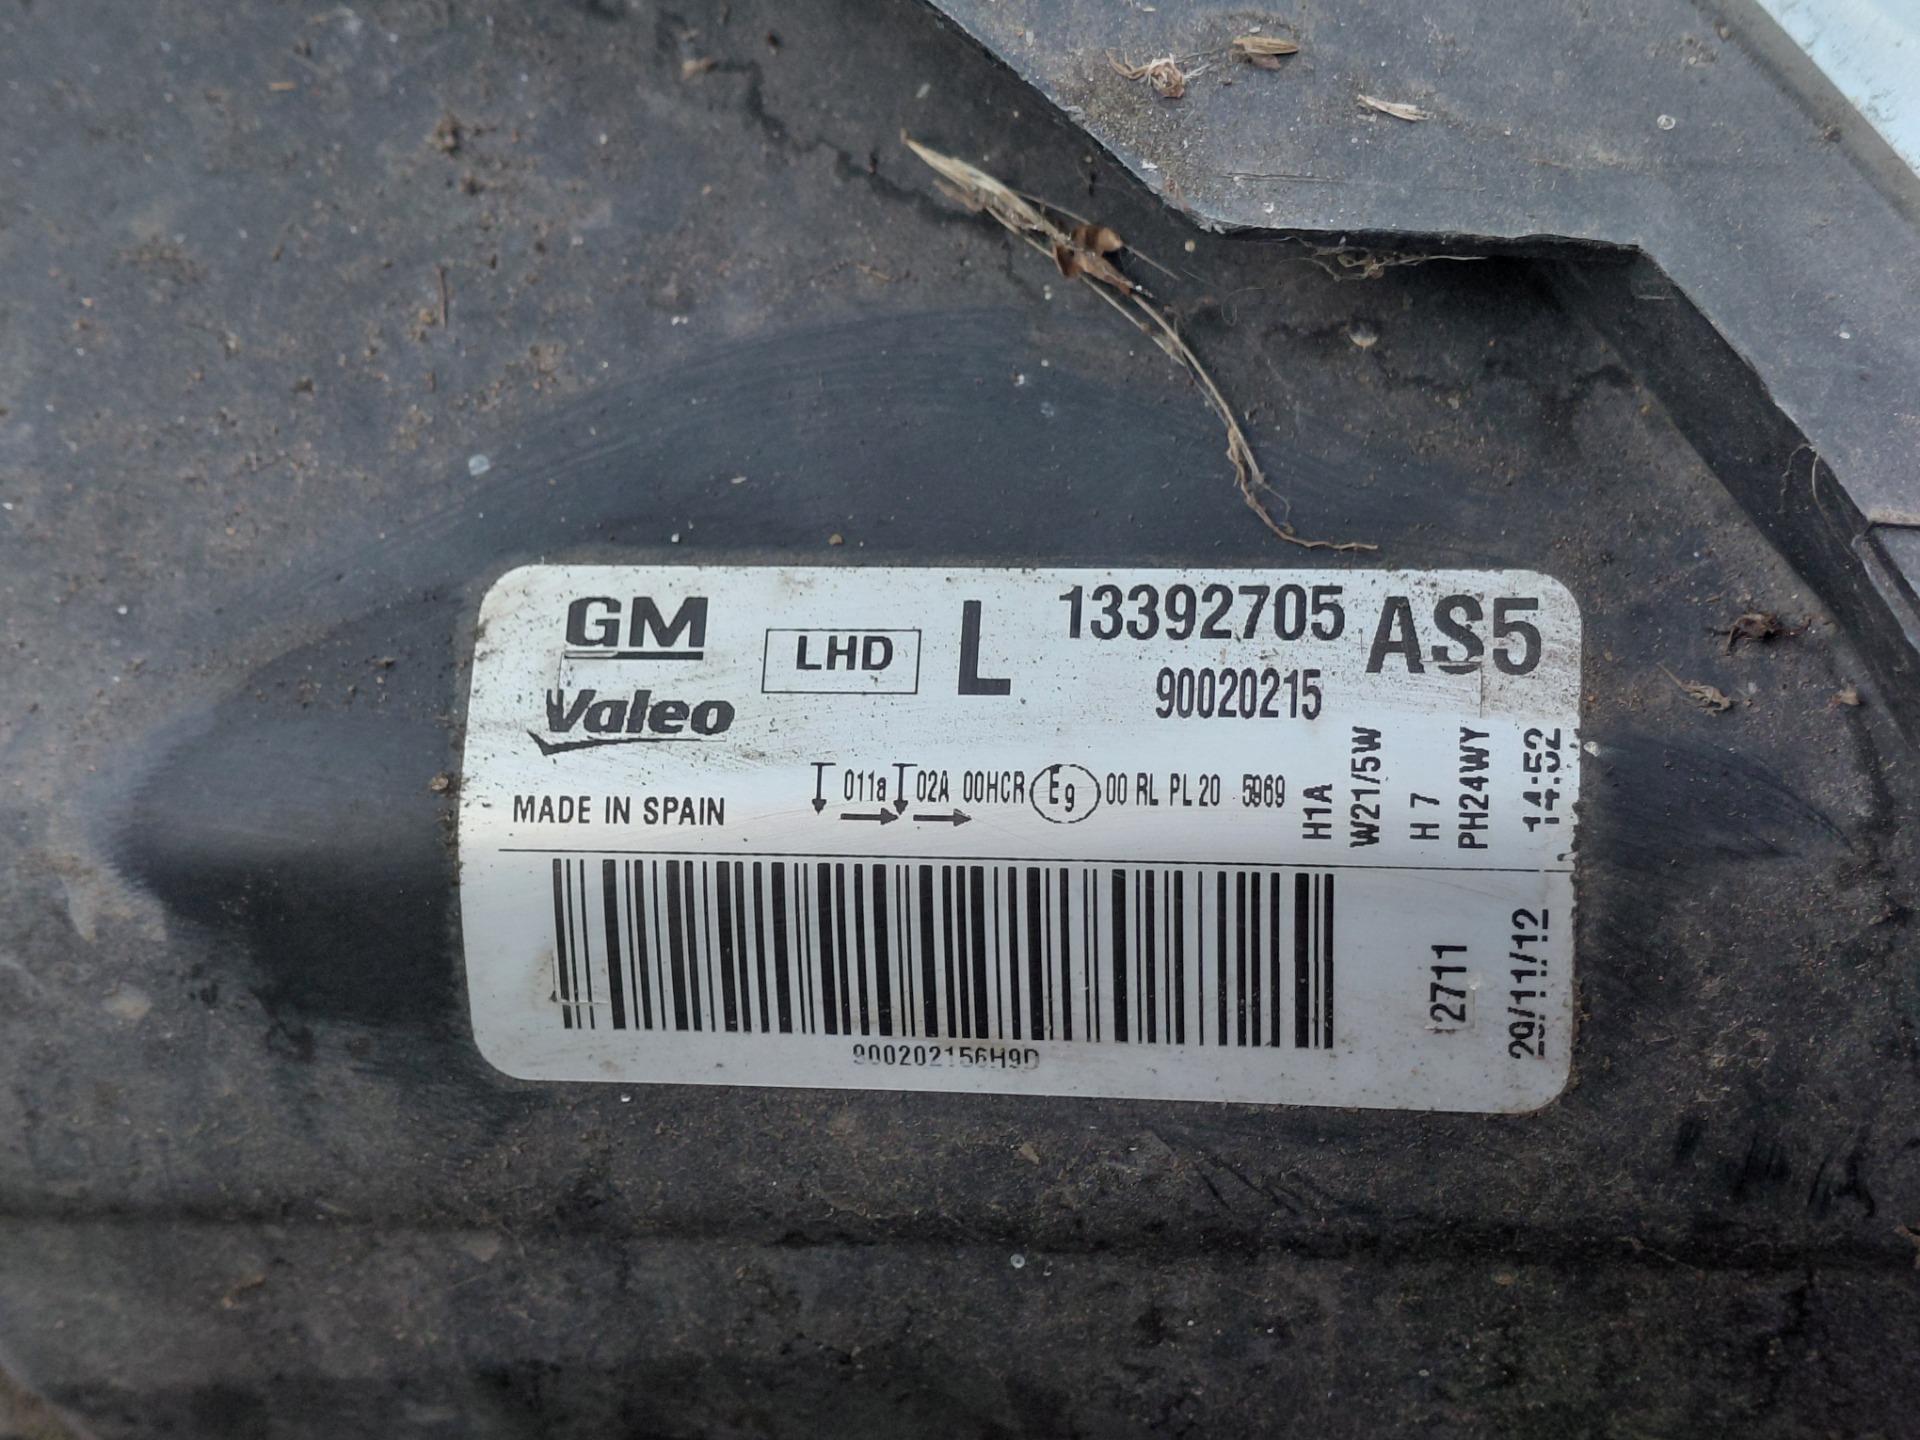 GM
LHD
L
13392705
AS5
90020215
Valeo
MADE IN SPAIN
011a 02A 00HCR E9 00 RL PL 20 5969
H1A
W21/5W
H 7
PH24WY
14:52
2711
29/11/12
900202156H9D